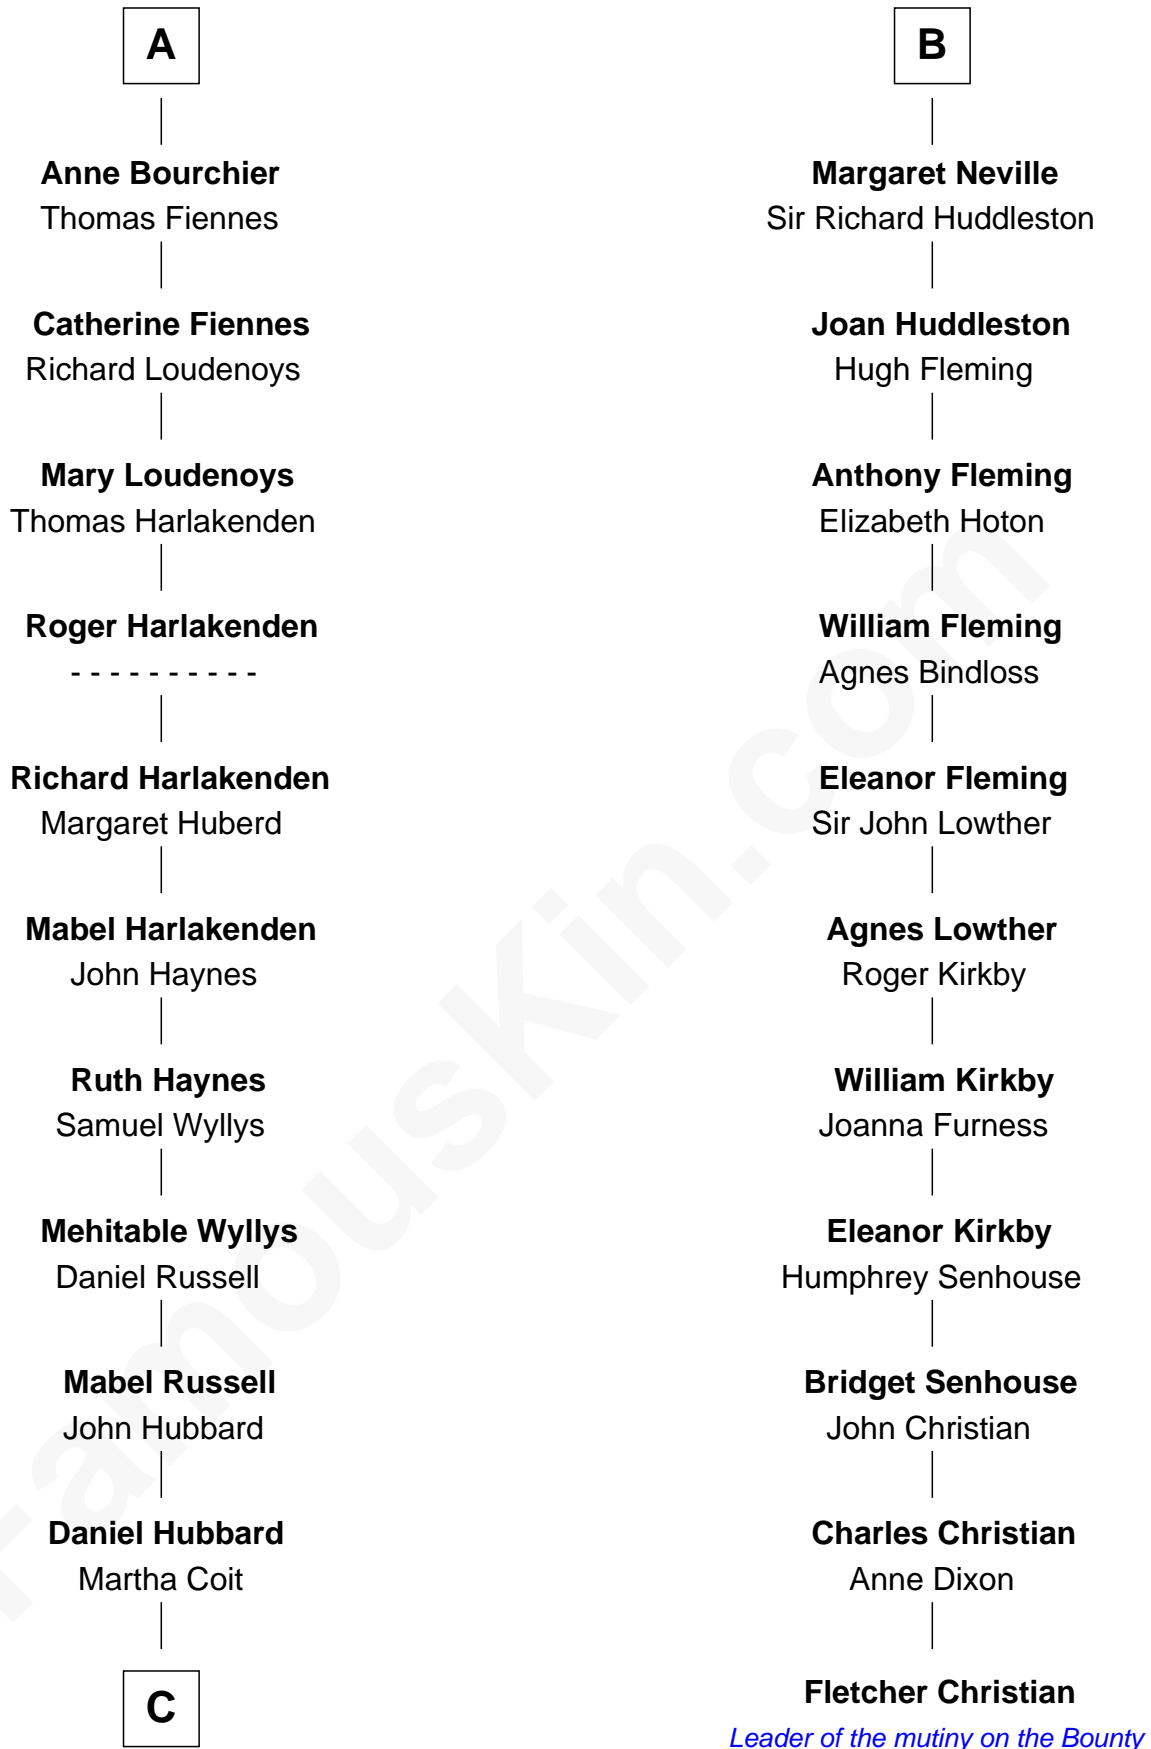 A
Anne Bourchier
Thomas Fiennes
Catherine Fiennes
Richard Loudenoys
Mary Loudenoys
Thomas Harlakenden
Roger Harlakenden
- - - - - - - - - -
Richard Harlakenden
Margaret Huberd
Mabel Harlakenden
John Haynes
Ruth Haynes
Samuel Wyllys
Mehitable Wyllys
Daniel Russell
Mabel Russell
John Hubbard
Daniel Hubbard
Martha Coit
C
B
Margaret Neville
Sir Richard Huddleston
Joan Huddleston
Hugh Fleming
Anthony Fleming
Elizabeth Hoton
William Fleming
Agnes Bindloss
Eleanor Fleming
Sir John Lowther
Agnes Lowther
Roger Kirkby
William Kirkby
Joanna Furness
Eleanor Kirkby
Humphrey Senhouse
Bridget Senhouse
John Christian
Charles Christian
Anne Dixon
Fletcher Christian
Leader of the mutiny on the Bounty
FamousKin.com